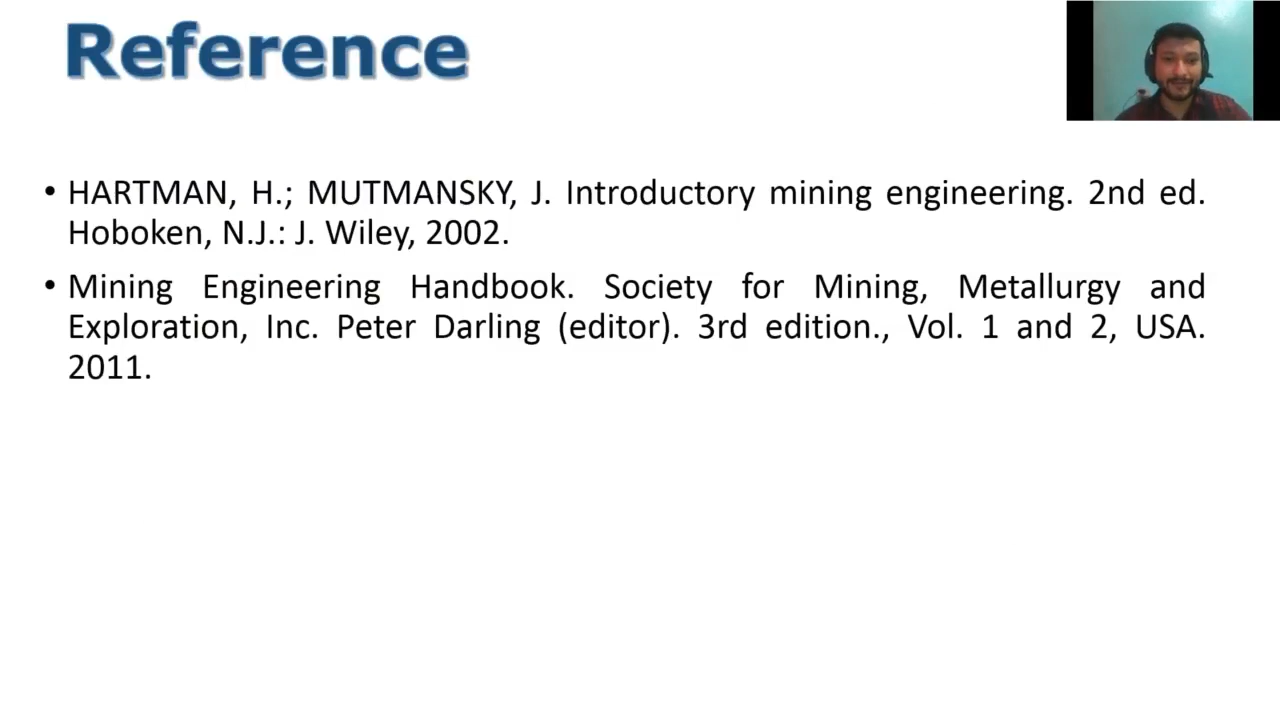 Reference
• HARTMAN, H.; MUTMANSKY, J. Introductory mining engineering. 2nd ed.
Hoboken, N.J.: J. Wiley, 2002.
• Mining Engineering Handbook. Society for Mining, Metallurgy and
Exploration, Inc. Peter Darling (editor). 3rd edition., Vol. 1 and 2, USA.
2011.